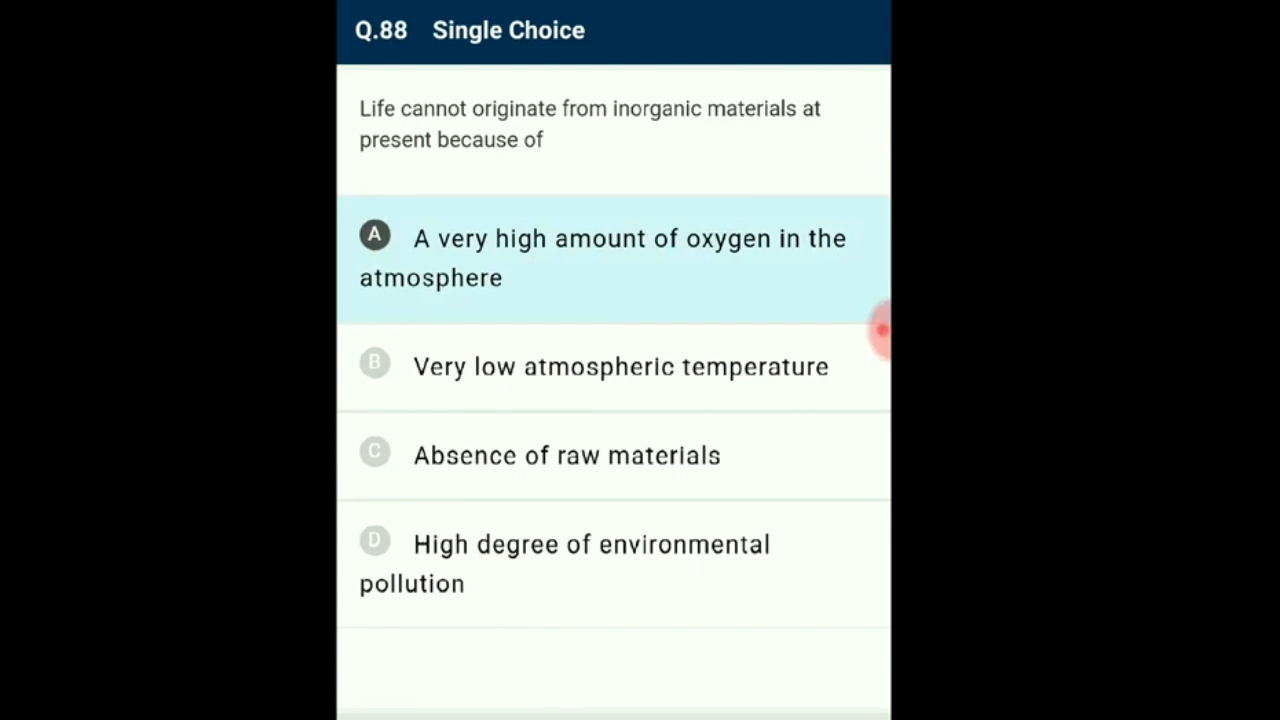 Q.88 Single Choice
Life cannot originate from inorganic materials at
present because of
A A very high amount of oxygen in the
atmosphere
B Very low atmospheric temperature
C Absence of raw materials
D High degree of environmental
pollution